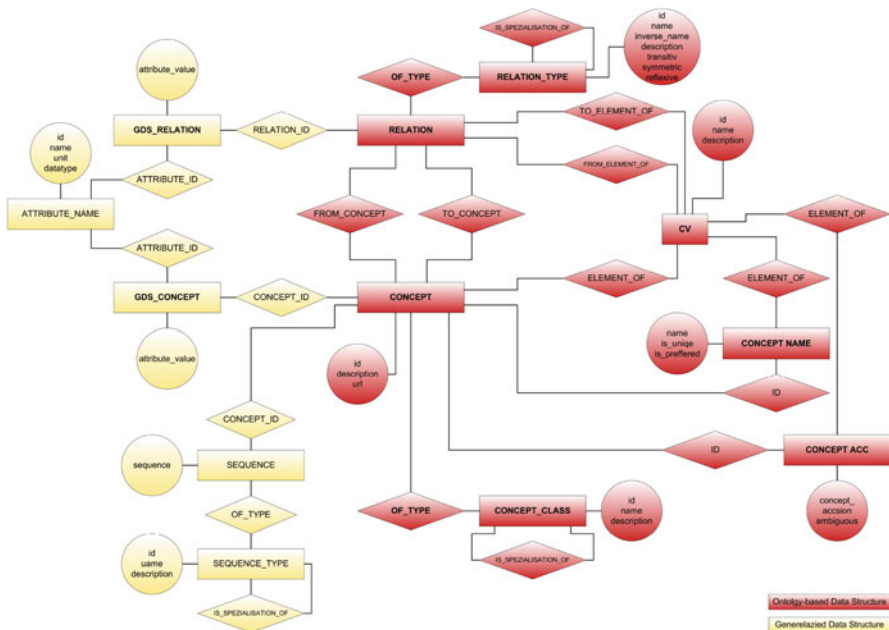 id
name
inverse_name
description
transitiv
symmetric
reflexive
IS_SPEZIALISATION_OF
attribute_value
OF_TYPE
RELATION_TYPE
TO_ELEMENT_OF
id
name
description
GDS_RELATION
RELATION_ID
RELATION
id
name
unit
datatype
FROM_ELEMENT_OF
ATTRIBUTE_ID
ATTRIBUTE_NAME
FROM_CONCEPT
TO_CONCEPT
ELEMENT_OF
CV
ATTRIBUTE_ID
ELEMENT_OF
ELEMENT_OF
GDS_CONCEPT
CONCEPT_ID
CONCEPT
name
is_uniqe
is_preffered
CONCEPT NAME
attribute_value
id
description
url
ID
CONCEPT_ID
ID
CONCEPT ACC
sequence
SEQUENCE
OF_TYPE
OF_TYPE
CONCEPT_CLASS
id
name
description
concept_
accsion
ambiguous
id
uame
description
SEQUENCE_TYPE
IS_SPEZIALISATION_OF
IS_SPEZIALISATION_OF
Ontolgy-based Data Structure
Generelazied Data Structure